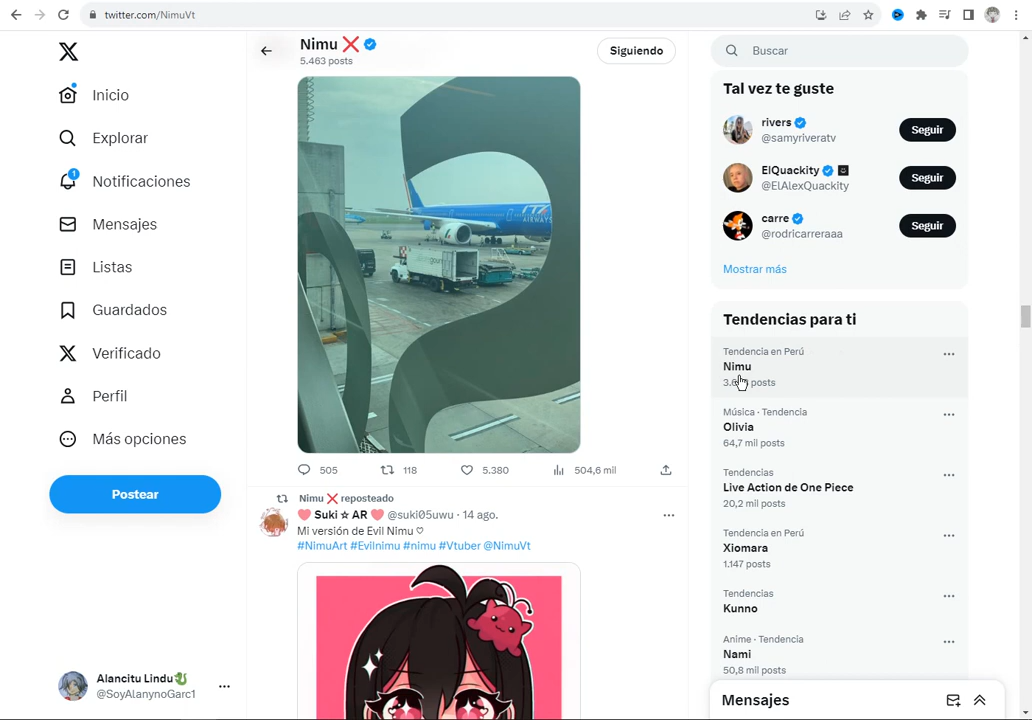 twitter.com/NimuVt
Inicio
Explorar
1
Notificaciones
Mensajes
Listas
Guardados
Verificado
Perfil
Más opciones
Postear
Alancitu Lindu
@SoyAlanynoGarc1
Nimu ❌
5.463 posts
Siguiendo
AIRWAYS
505
118
5.380
504,6 mil
Nimu ❌ reposteado
❤️ Suki ☆ AR ❤️ @suki05uwu · 14 ago.
Mi versión de Evil Nimu ♡
#NimuArt #Evilnimu #nimu #Vtuber @NimuVt
Buscar
Tal vez te guste
rivers
@samyriveratv
Seguir
ElQuackity
@ElAlexQuackity
Seguir
carre
@rodricarreraaa
Seguir
Mostrar más
Tendencias para ti
Tendencia en Perú
Nimu
posts
Música · Tendencia
Olivia
64,7 mil posts
Tendencias
Live Action de One Piece
20,2 mil posts
Tendencia en Perú
Xiomara
1.147 posts
Tendencias
Kunno
Anime · Tendencia
Nami
50,8 mil posts
Mensajes